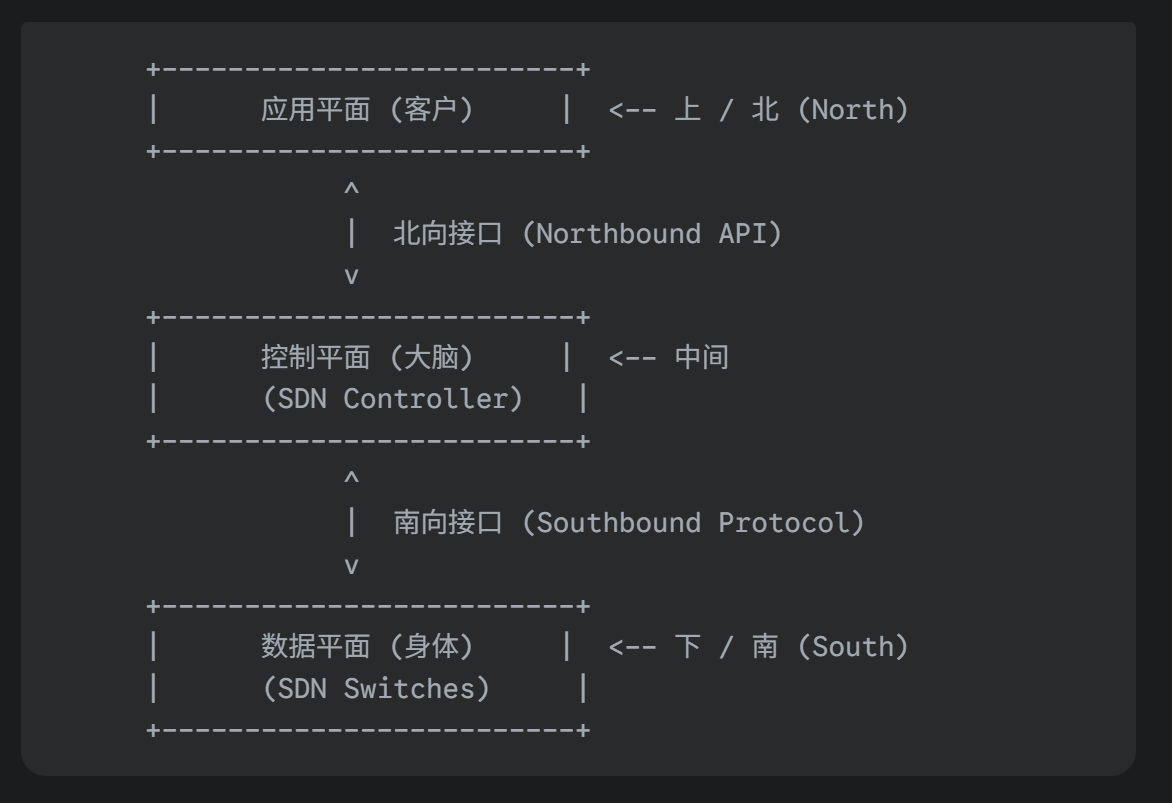 +-------------------------+
|      应用平面 (客户)     |  <-- 上 / 北 (North)
+-------------------------+
            ^
            |  北向接口 (Northbound API)
            v
+-------------------------+
|      控制平面 (大脑)     |  <-- 中间
|      (SDN Controller)   |
+-------------------------+
            ^
            |  南向接口 (Southbound Protocol)
            v
+-------------------------+
|      数据平面 (身体)     |  <-- 下 / 南 (South)
|      (SDN Switches)     |
+-------------------------+